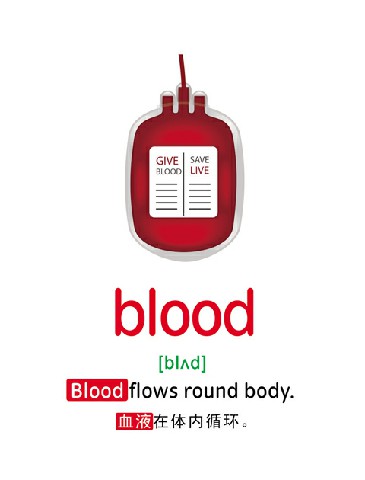 GIVE SAVE
BLOOD LIVE
blood
[blʌd]
Blood flows round body.
血液在体内循环。